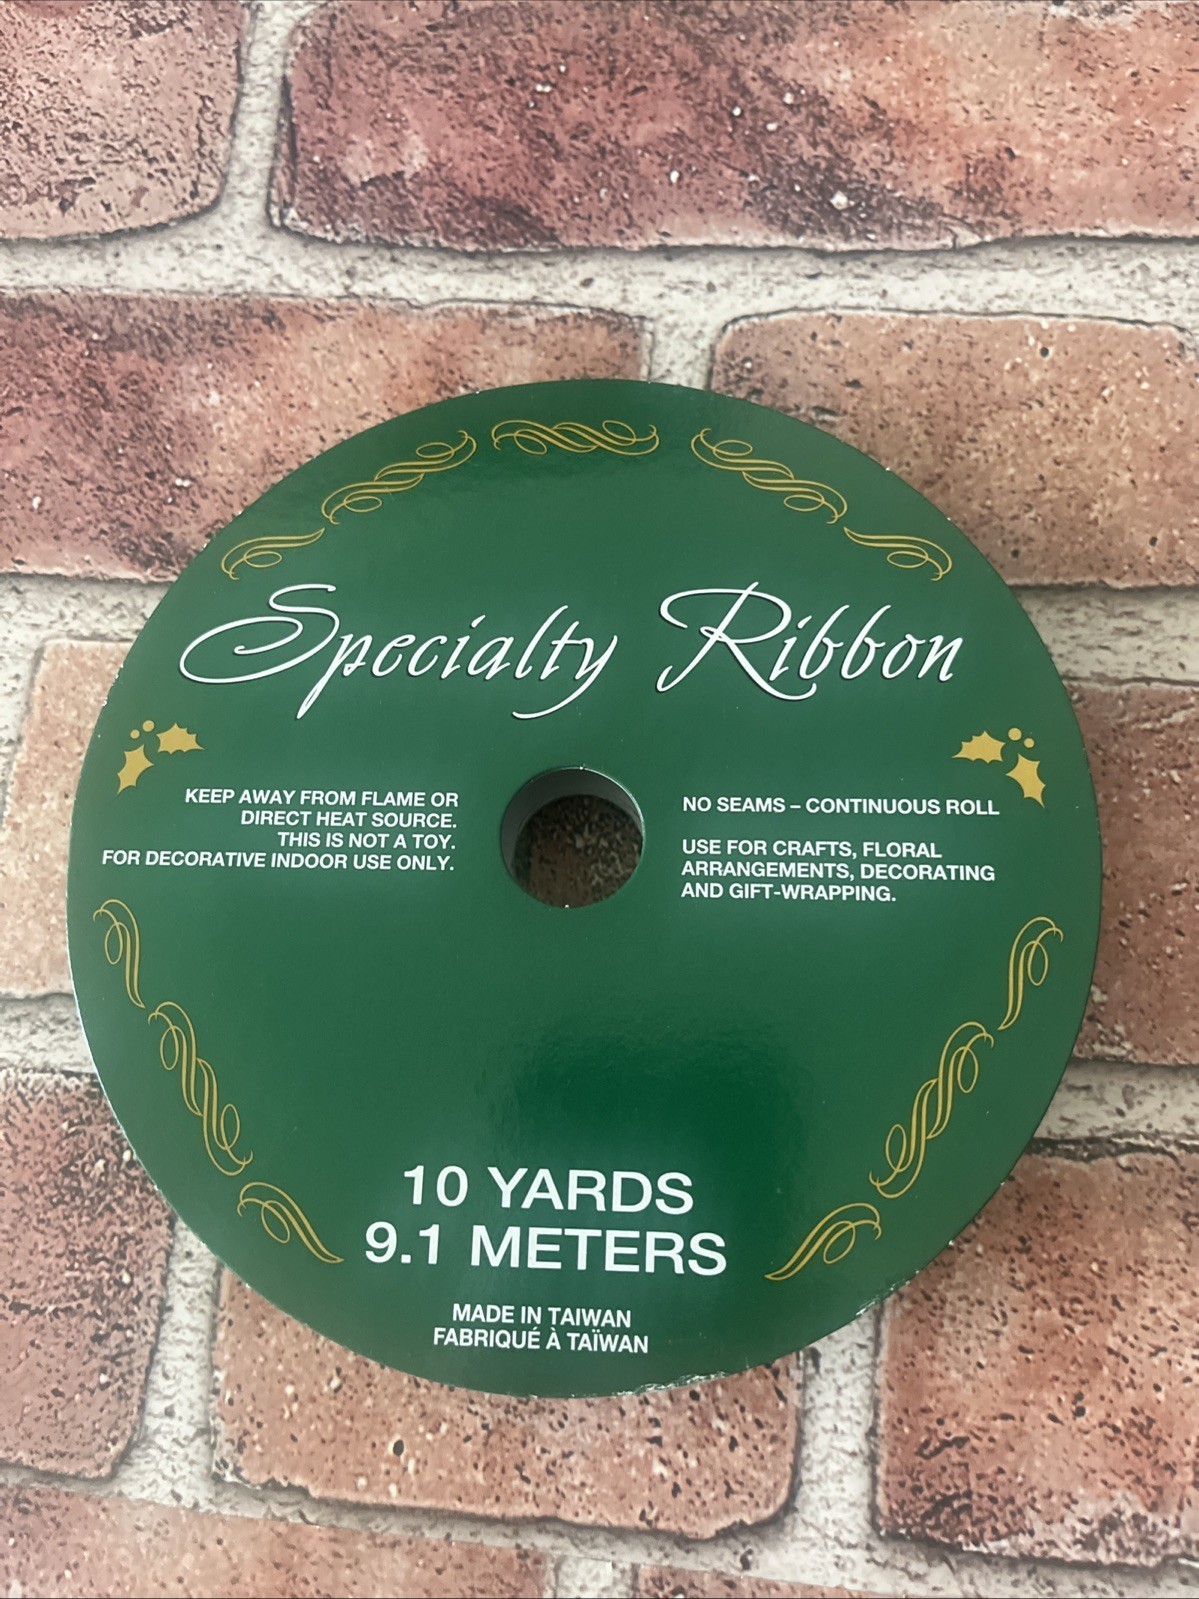 Specialty Ribbon
KEEP AWAY FROM FLAME OR
DIRECT HEAT SOURCE.
THIS IS NOT A TOY.
FOR DECORATIVE INDOOR USE ONLY.
NO SEAMS – CONTINUOUS ROLL
USE FOR CRAFTS, FLORAL
ARRANGEMENTS, DECORATING
AND GIFT-WRAPPING.
10 YARDS
9.1 METERS
MADE IN TAIWAN
FABRIQUÉ À TAÏWAN